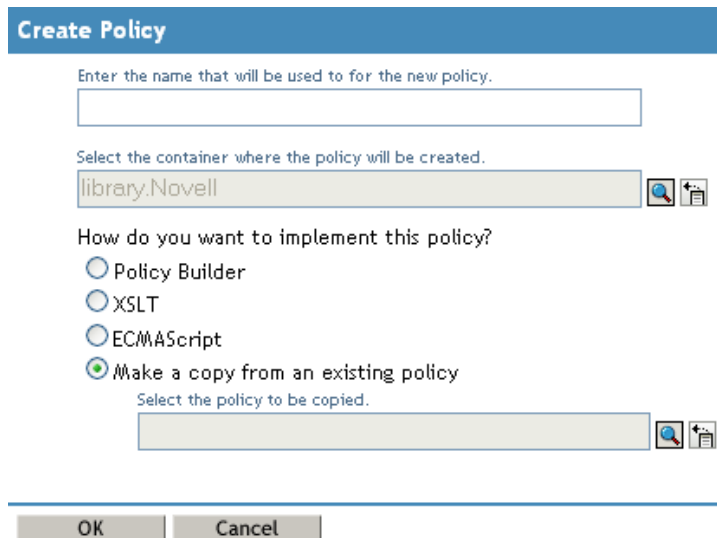 Create Policy
Enter the name that will be used to for the new policy.
Select the container where the policy will be created.
library.Novell
How do you want to implement this policy?
Policy Builder
XSLT
ECMAScript
Make a copy from an existing policy
Select the policy to be copied.
OK Cancel